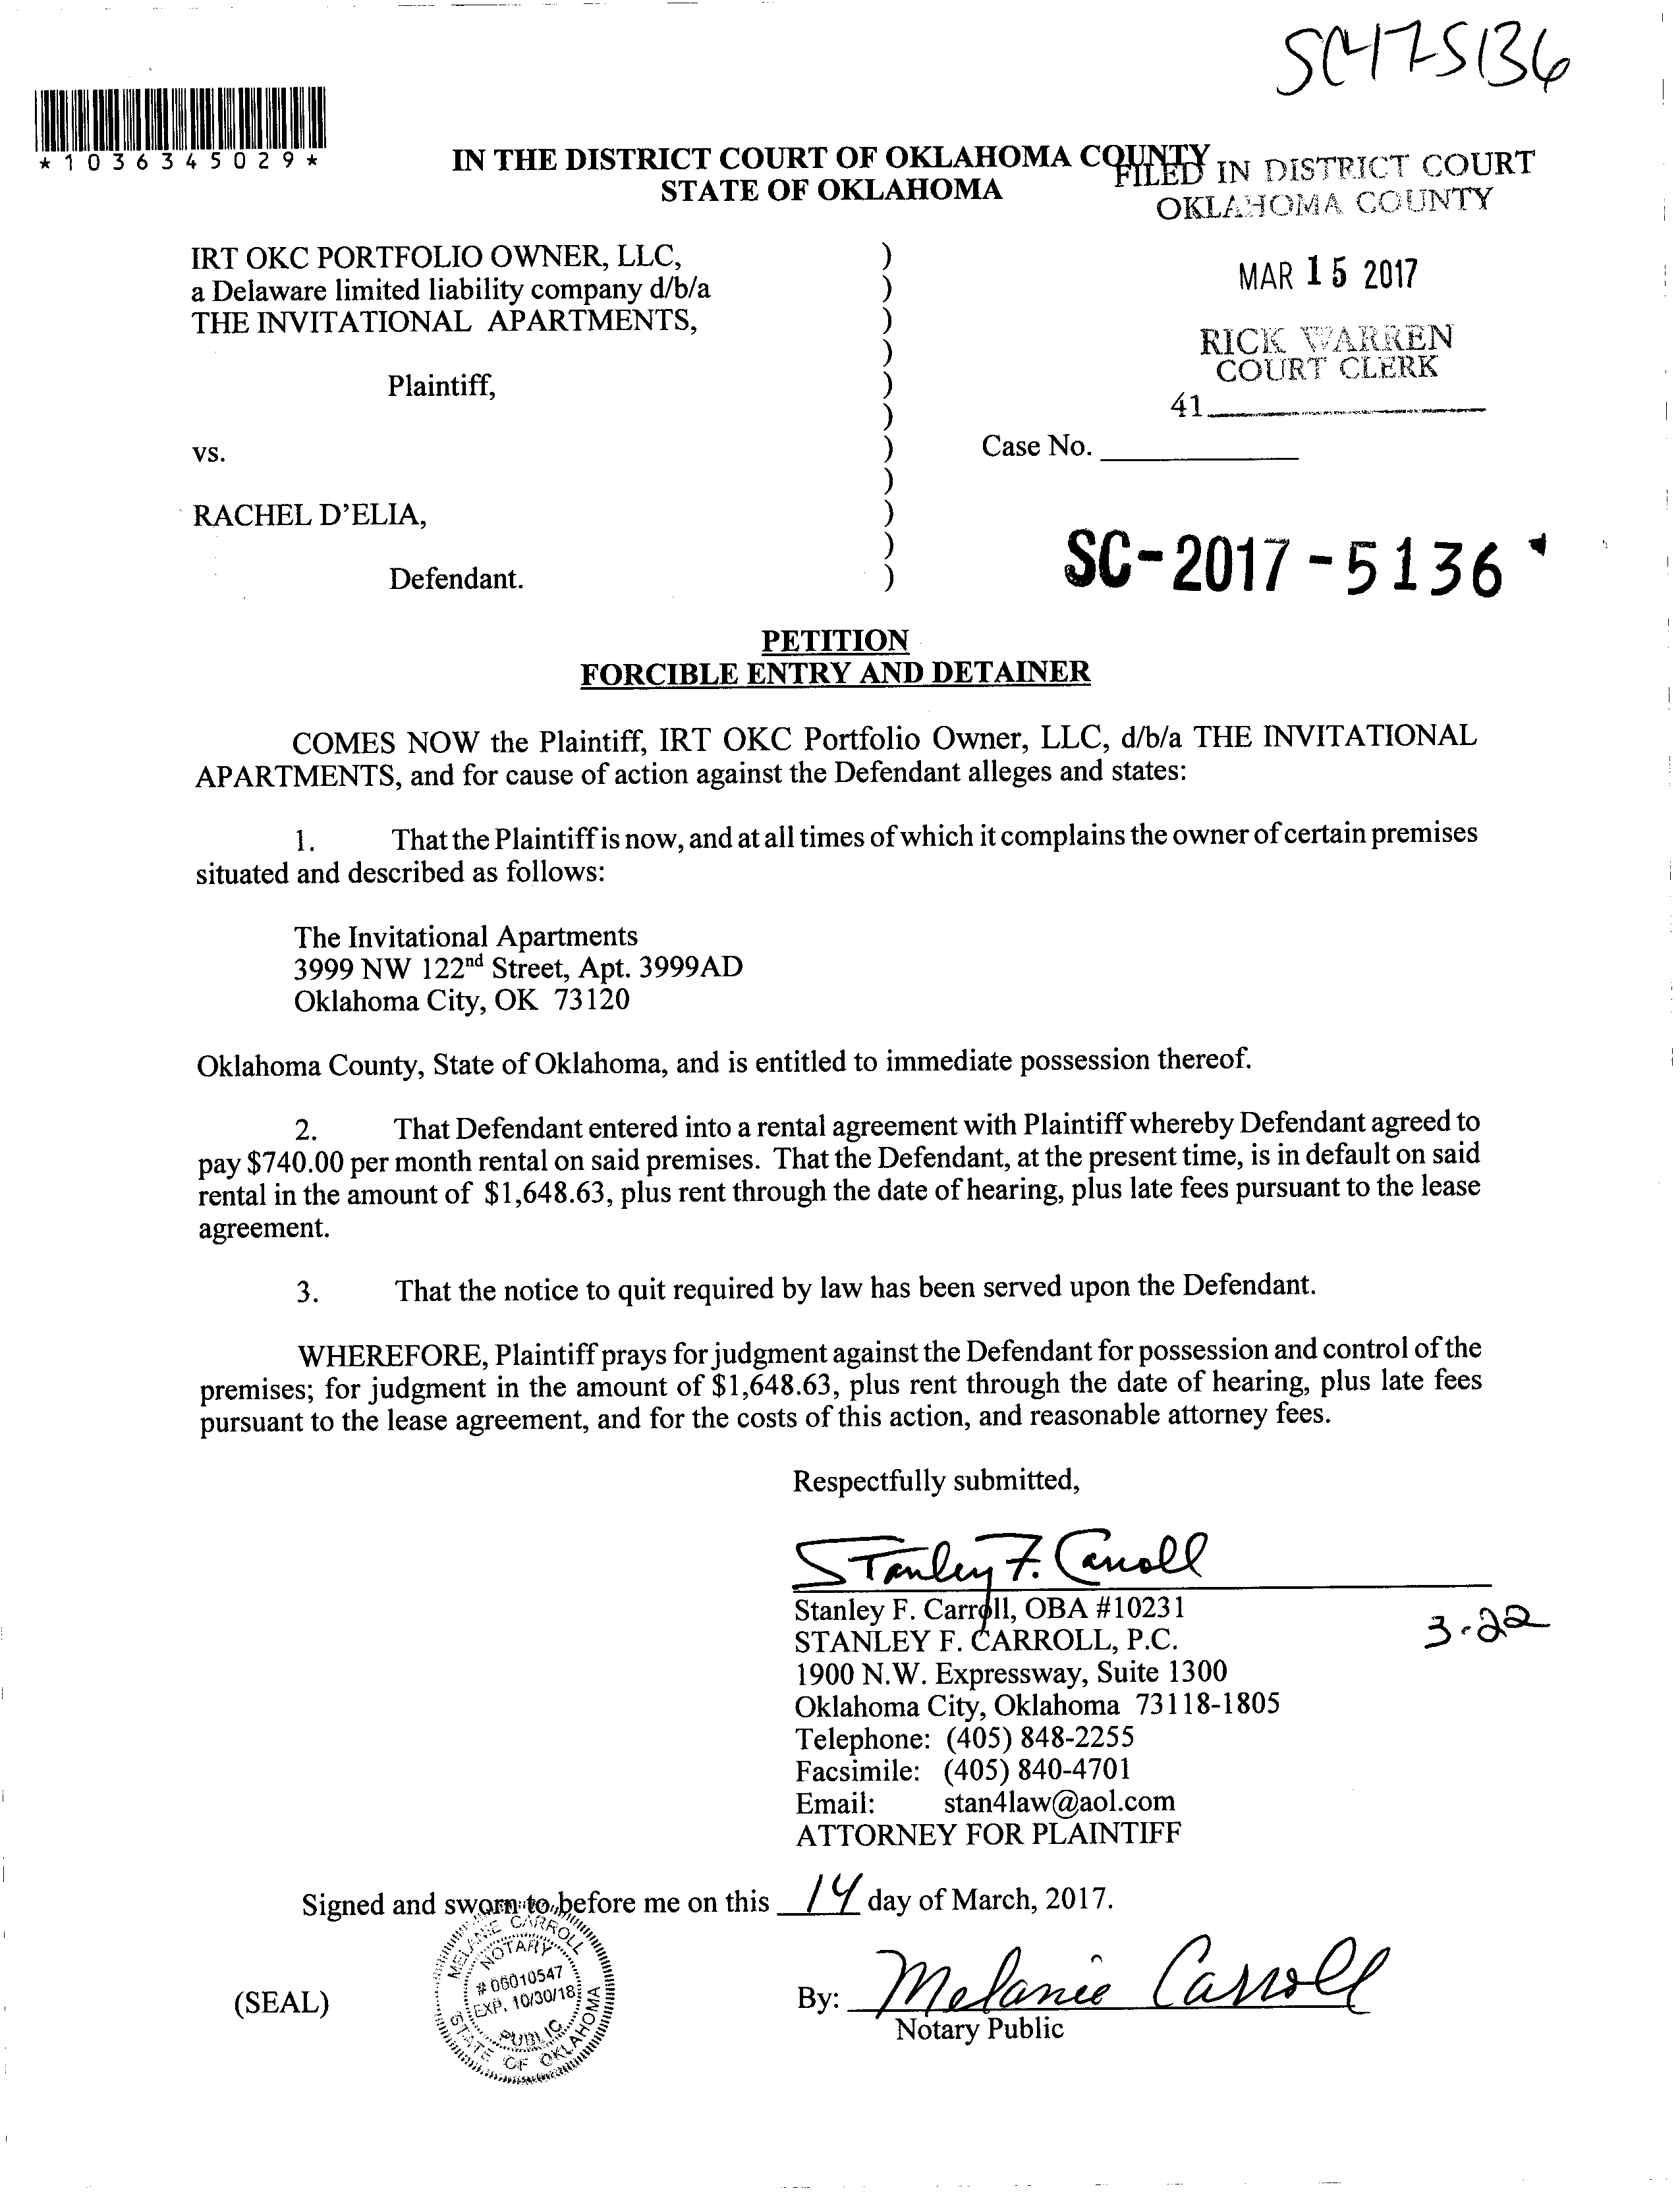 SC-17-5136
*1036345029*
IN THE DISTRICT COURT OF OKLAHOMA COUNTY
STATE OF OKLAHOMA
FILED IN DISTRICT COURT
OKLAHOMA COUNTY
MAR 15 2017
RICK WARREN
COURT CLERK
41
IRT OKC PORTFOLIO OWNER, LLC, )
a Delaware limited liability company d/b/a )
THE INVITATIONAL APARTMENTS, )
)
Plaintiff, )
)
vs. ) Case No.
)
RACHEL D'ELIA, )
)
Defendant. )
SC-2017-5136
PETITION
FORCIBLE ENTRY AND DETAINER
COMES NOW the Plaintiff, IRT OKC Portfolio Owner, LLC, d/b/a THE INVITATIONAL
APARTMENTS, and for cause of action against the Defendant alleges and states:
1. That the Plaintiff is now, and at all times of which it complains the owner of certain premises
situated and described as follows:
The Invitational Apartments
3999 NW 122nd Street, Apt. 3999AD
Oklahoma City, OK 73120
Oklahoma County, State of Oklahoma, and is entitled to immediate possession thereof.
2. That Defendant entered into a rental agreement with Plaintiff whereby Defendant agreed to
pay $740.00 per month rental on said premises. That the Defendant, at the present time, is in default on said
rental in the amount of $1,648.63, plus rent through the date of hearing, plus late fees pursuant to the lease
agreement.
3. That the notice to quit required by law has been served upon the Defendant.
WHEREFORE, Plaintiff prays for judgment against the Defendant for possession and control of the
premises; for judgment in the amount of $1,648.63, plus rent through the date of hearing, plus late fees
pursuant to the lease agreement, and for the costs of this action, and reasonable attorney fees.
Respectfully submitted,
Stanley F. Carroll
Stanley F. Carroll, OBA #10231
STANLEY F. CARROLL, P.C.
3-22
1900 N.W. Expressway, Suite 1300
Oklahoma City, Oklahoma 73118-1805
Telephone: (405) 848-2255
Facsimile: (405) 840-4701
Email: stan4law@aol.com
ATTORNEY FOR PLAINTIFF
Signed and sworn to before me on this 14 day of March, 2017.
MELANIE CARROLL
NOTARY
# 06010547
EXP. 10/30/18
PUBLIC
STATE OF OKLAHOMA
(SEAL)
By: Melanie Carroll
Notary Public